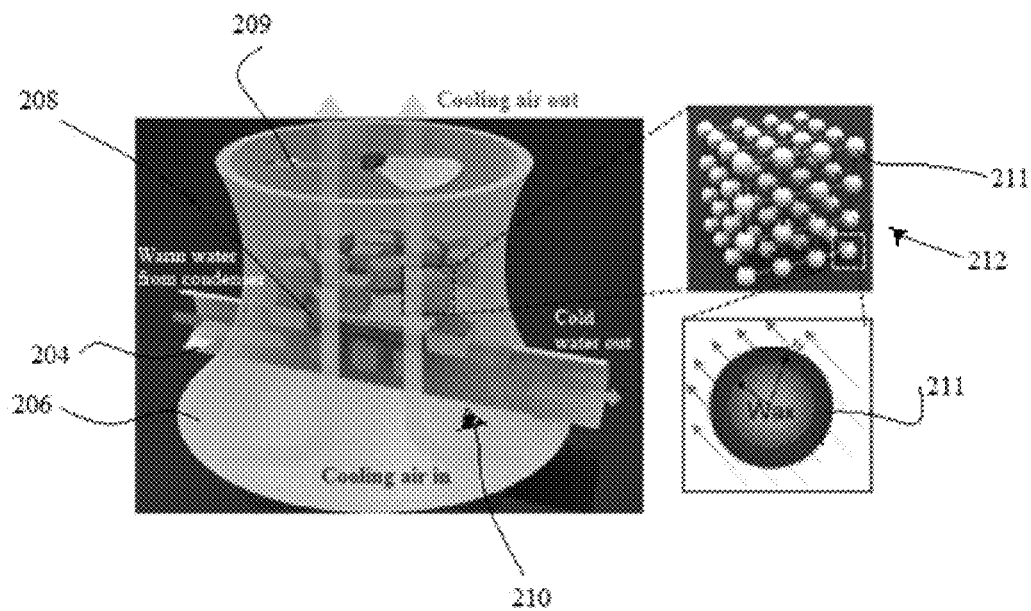 209
208
Cooling air out
211
Warm water
from condenser
212
Cold
water out
204
206
211
Cooling air in
210